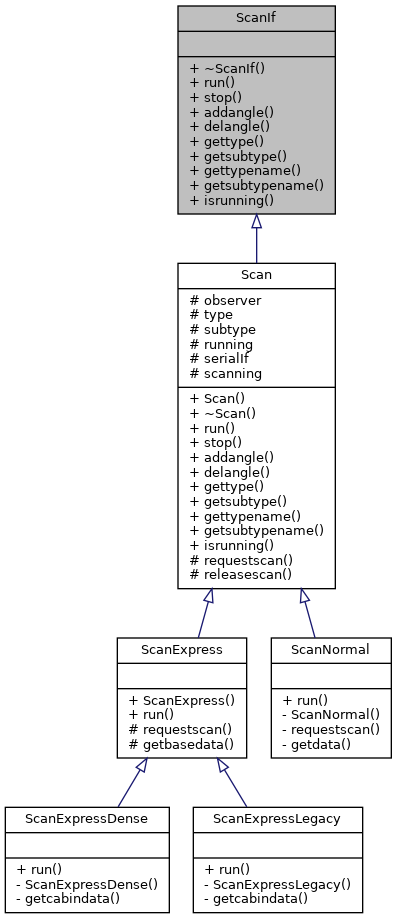 ScanIf
+ ~ScanIf()
+ run()
+ stop()
+ addangle()
+ delangle()
+ gettype()
+ getsubtype()
+ gettypename()
+ getsubtypename()
+ isrunning()
Scan
# observer
# type
# subtype
# running
# serialIf
# scanning
+ Scan()
+ ~Scan()
+ run()
+ stop()
+ addangle()
+ delangle()
+ gettype()
+ getsubtype()
+ gettypename()
+ getsubtypename()
+ isrunning()
# requestscan()
# releasescan()
ScanExpress
+ ScanExpress()
+ run()
# requestscan()
# getbasedata()
ScanNormal
+ run()
- ScanNormal()
- requestscan()
- getdata()
ScanExpressDense
+ run()
- ScanExpressDense()
- getcabindata()
ScanExpressLegacy
+ run()
- ScanExpressLegacy()
- getcabindata()